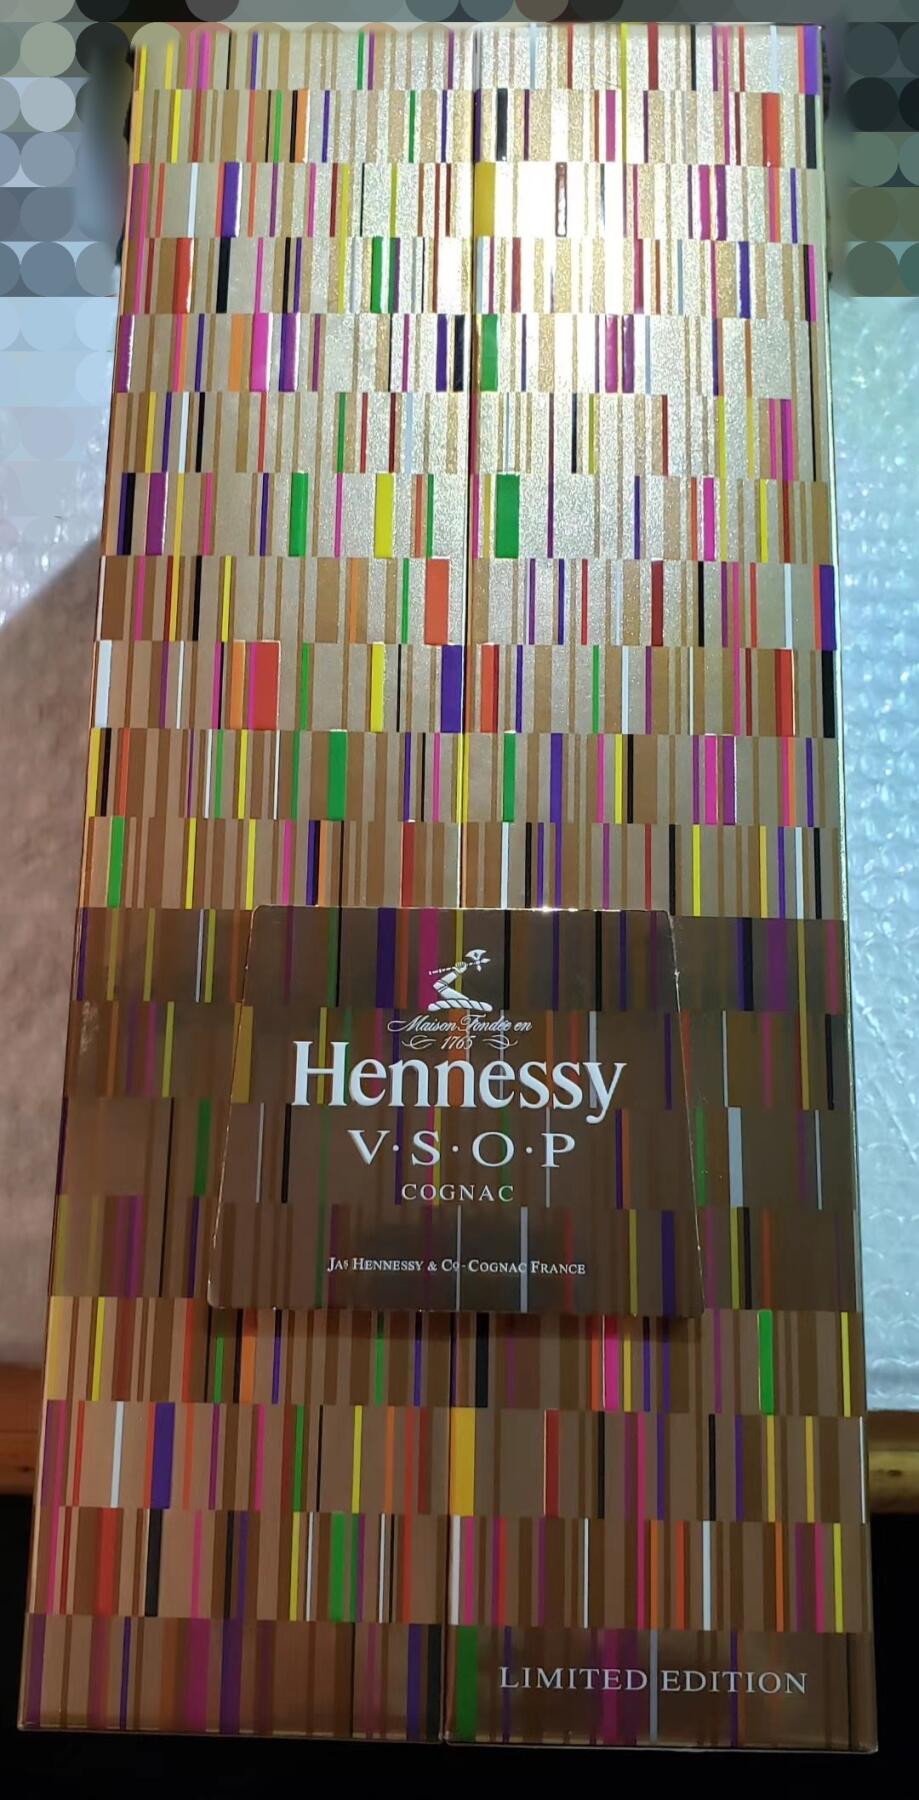 Maison Fondée en
1765
Hennessy
V·S·O·P
COGNAC
JAS HENNESSY & Cº - COGNAC FRANCE
LIMITED EDITION